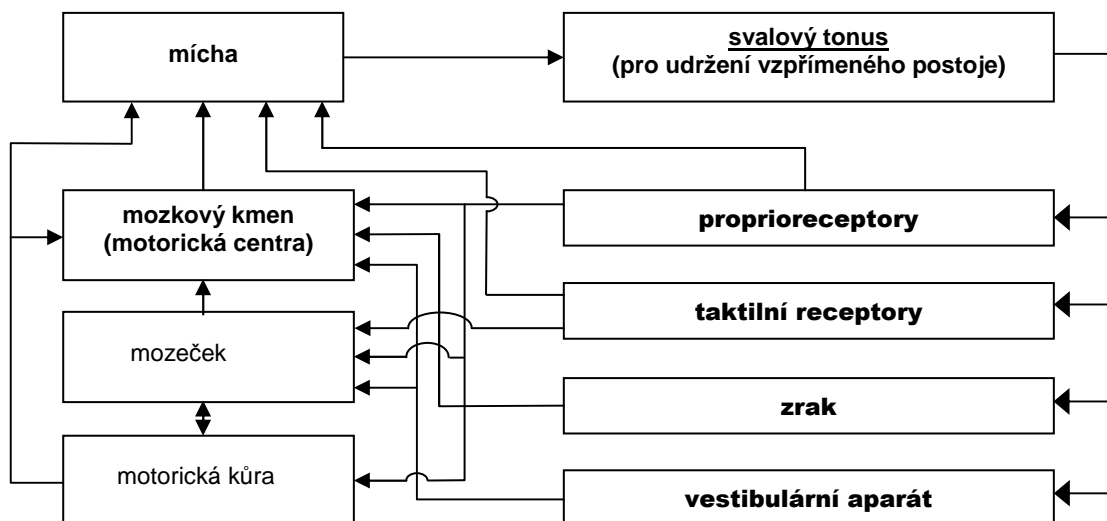 mícha
svalový tonus
(pro udržení vzpřímeného postoje)
mozkový kmen
(motorická centra)
proprioreceptory
taktilní receptory
mozeček
zrak
motorická kůra
vestibulární aparát